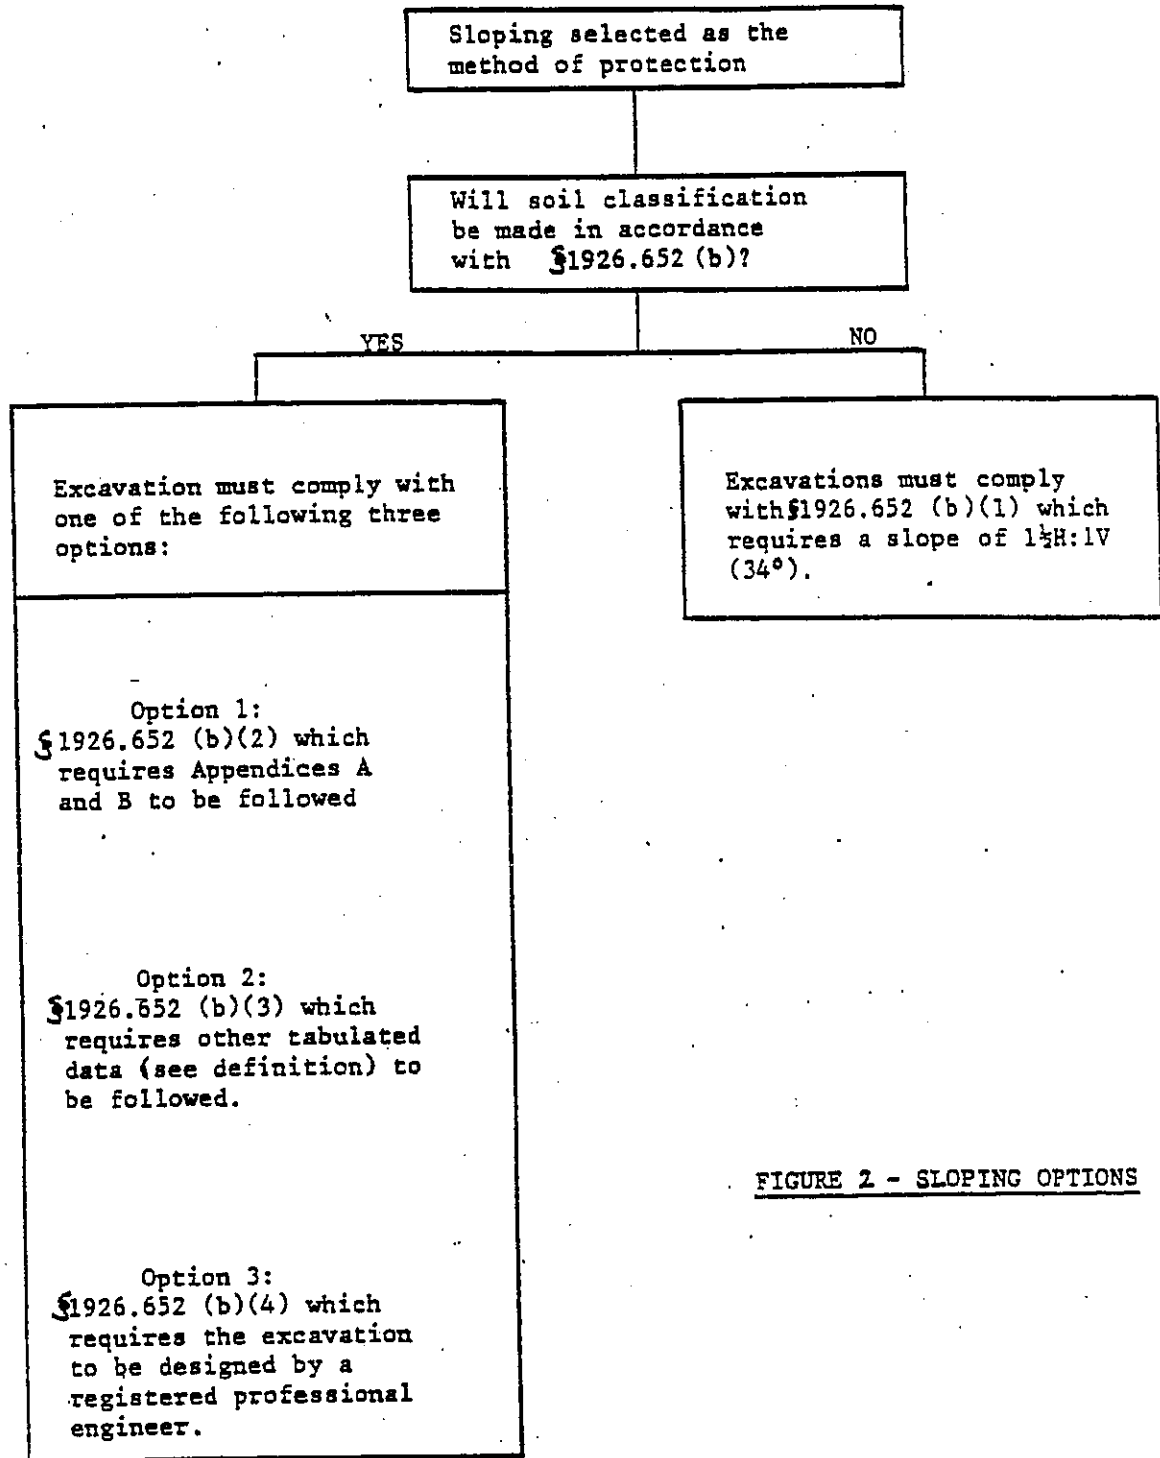 Sloping selected as the
method of protection
Will soil classification
be made in accordance
with §1926.652 (b)?
YES
NO
Excavation must comply with
one of the following three
options:
Excavations must comply
with §1926.652 (b)(1) which
requires a slope of 1½H:1V
(34°).
Option 1:
§1926.652 (b)(2) which
requires Appendices A
and B to be followed
Option 2:
§1926.652 (b)(3) which
requires other tabulated
data (see definition) to
be followed.
Option 3:
§1926.652 (b)(4) which
requires the excavation
to be designed by a
registered professional
engineer.
FIGURE 2 - SLOPING OPTIONS